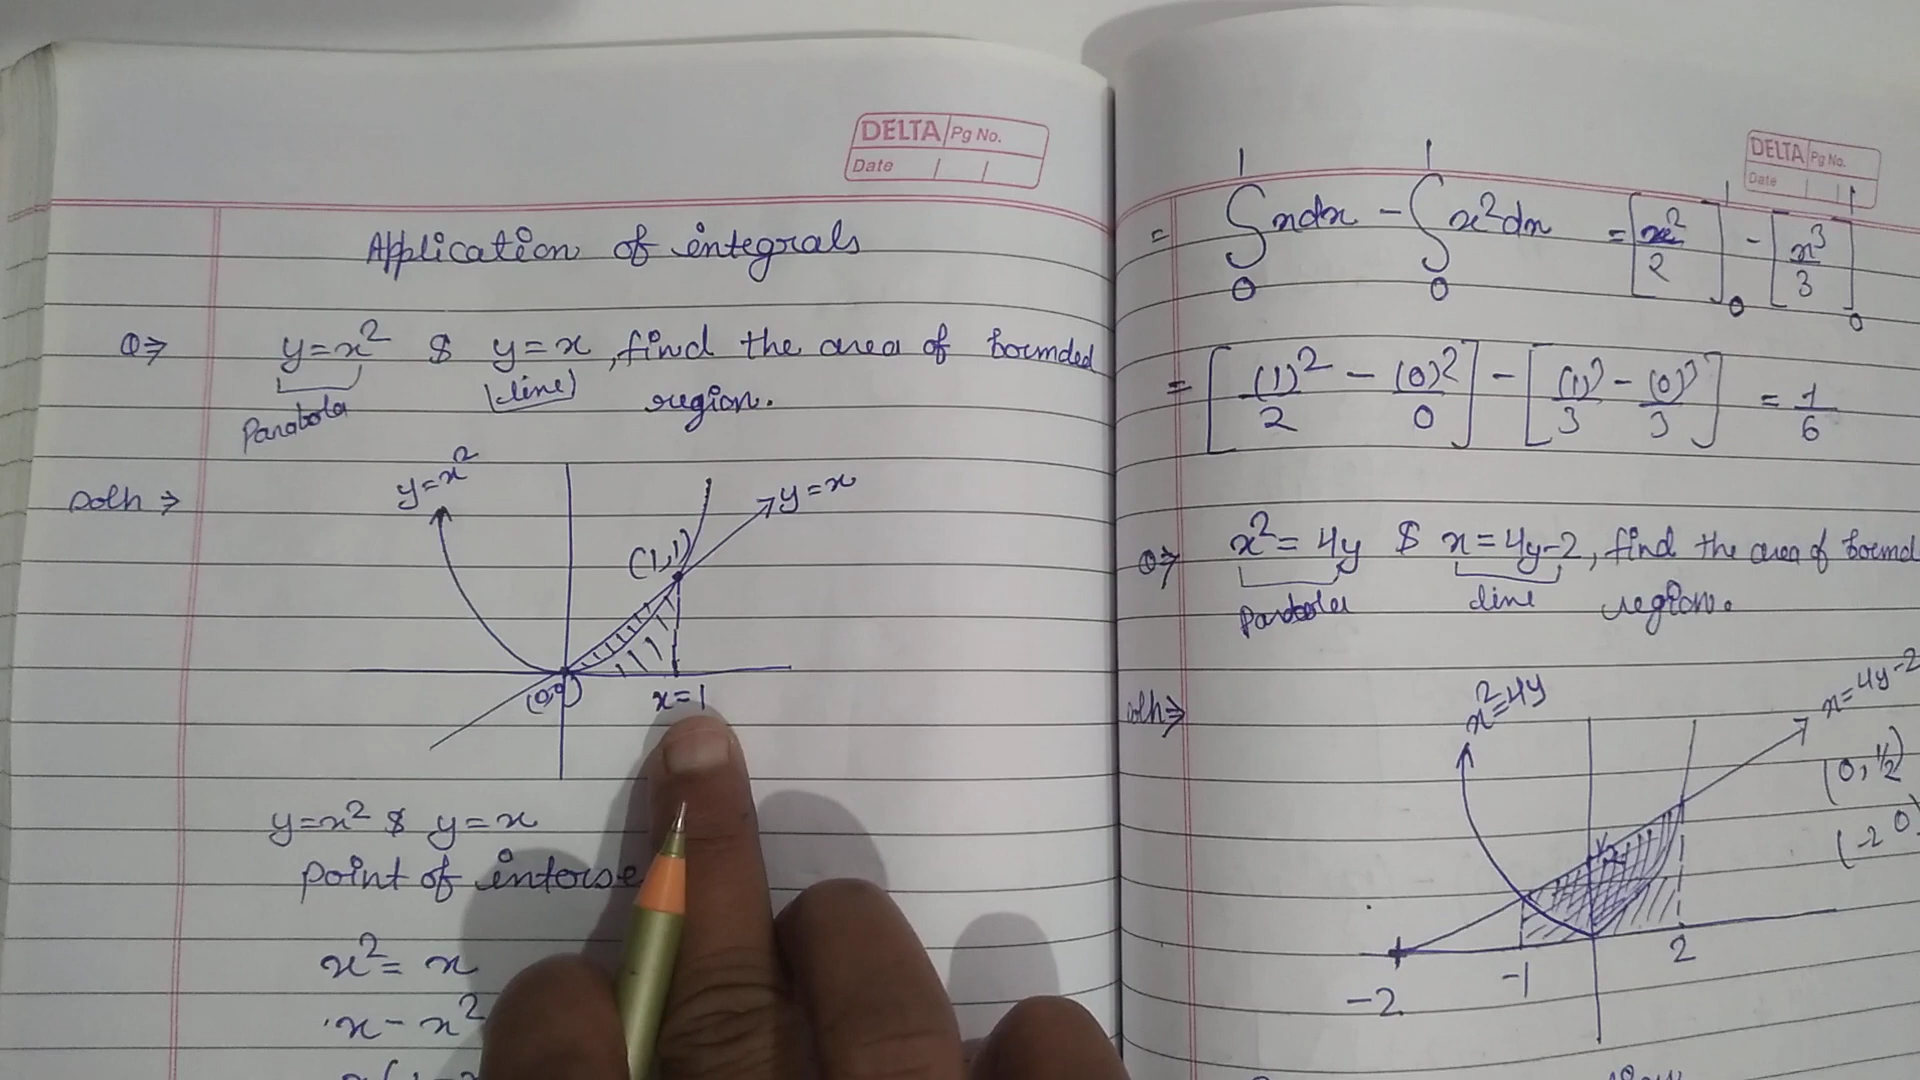 DELTA Pg No.
Date
Application of integrals
Q⇒ y=x² & y=x, find the area of bounded
Parabola (line) region.
Soln ⇒
y=x²
y=x
(1,1)
(0,0)
x=1
y=x² & y=x
point of
x² = x
x - x²
DELTA Pg No.
Date
= ∫₀¹ x dx - ∫₀¹ x² dx = [x²/2]₀¹ - [x³/3]₀¹
= [(1)²/2 - (0)²/0] - [(1)³/3 - (0)³/3] = 1/6
Q⇒ x² = 4y & x = 4y-2, find the area of
Parabola line region.
Soln⇒
x²=4y
x=4y-2
(0, 1/2)
(-2 0)
-2 -1 2